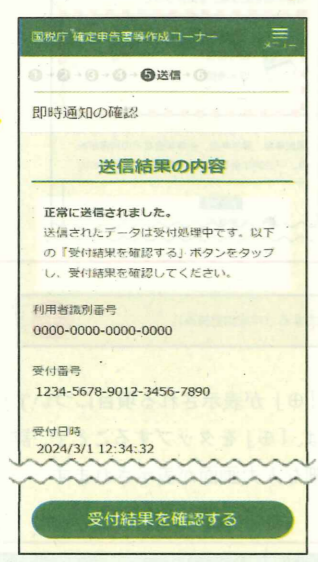 国税庁 確定申告書等作成コーナー
メニュー
❶-❷-❸-❹-❺送信-❻
即時通知の確認
送信結果の内容
正常に送信されました。
送信されたデータは受付処理中です。以下
の『受付結果を確認する』ボタンをタップ
し、受付結果を確認してください。
利用者識別番号
0000-0000-0000-0000
受付番号
1234-5678-9012-3456-7890
受付日時
2024/3/1 12:34:32
受付結果を確認する